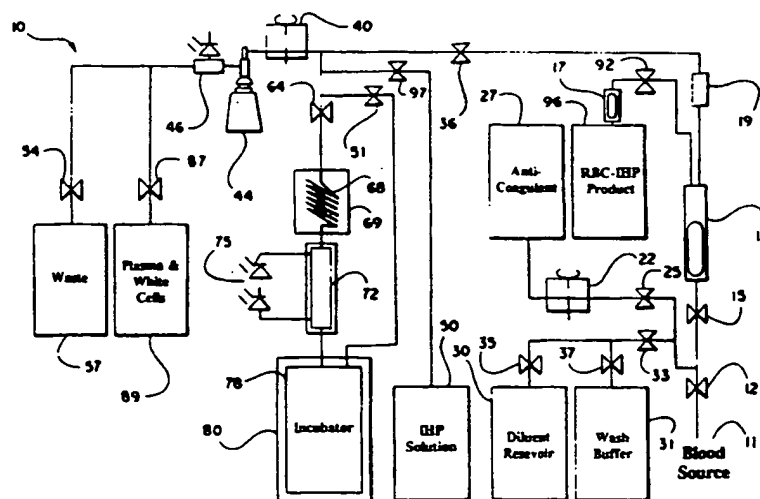 10
40
17
92
64
27
96
46
97
36
19
51
54
87
44
Anti-
Coagulant
RBC-IHP
Product
68
69
1
75
22
25
Waste
Plasma &
White
Cells
72
15
50
35
37
30
33
12
57
89
78
80
Incubator
IHP
Solution
Diluent
Resevoir
Wash
Buffer
31
11
Blood
Source